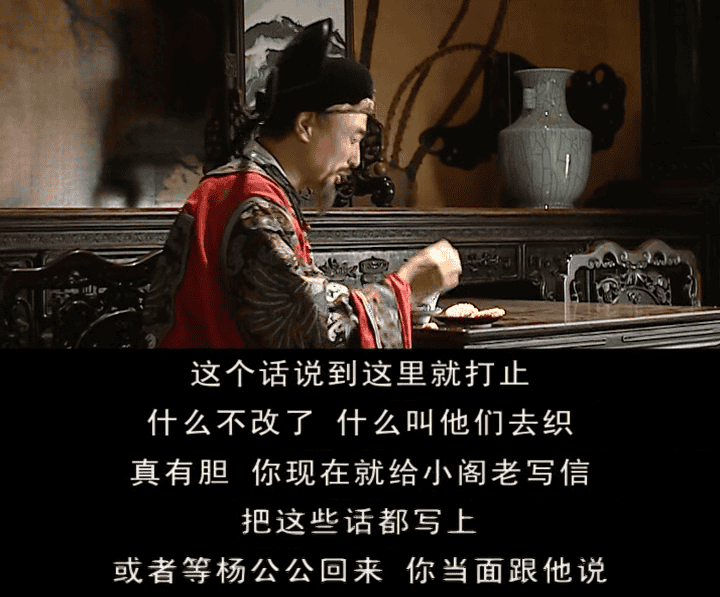 这个话说到这里就打止
什么不改了 什么叫他们去织
真有胆 你现在就给小阁老写信
把这些话都写上
或者等杨公公回来 你当面跟他说